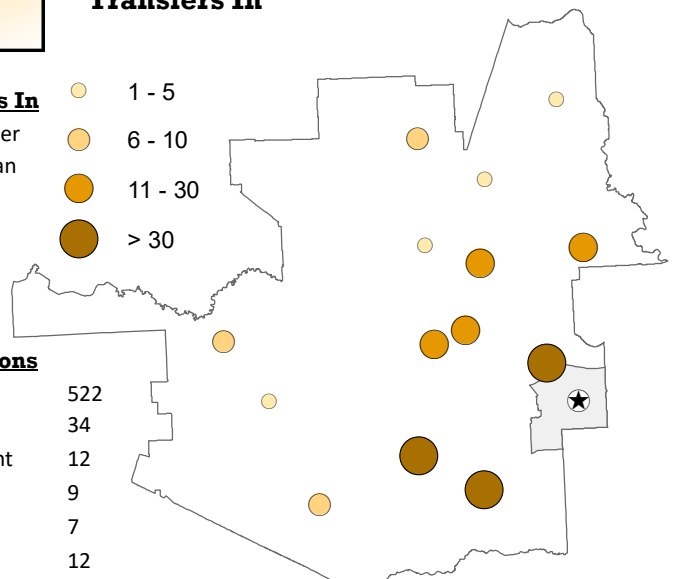 Transfers In
s In
er
an
1 - 5
6 - 10
11 - 30
> 30
ons
522
34
nt
12
9
7
12